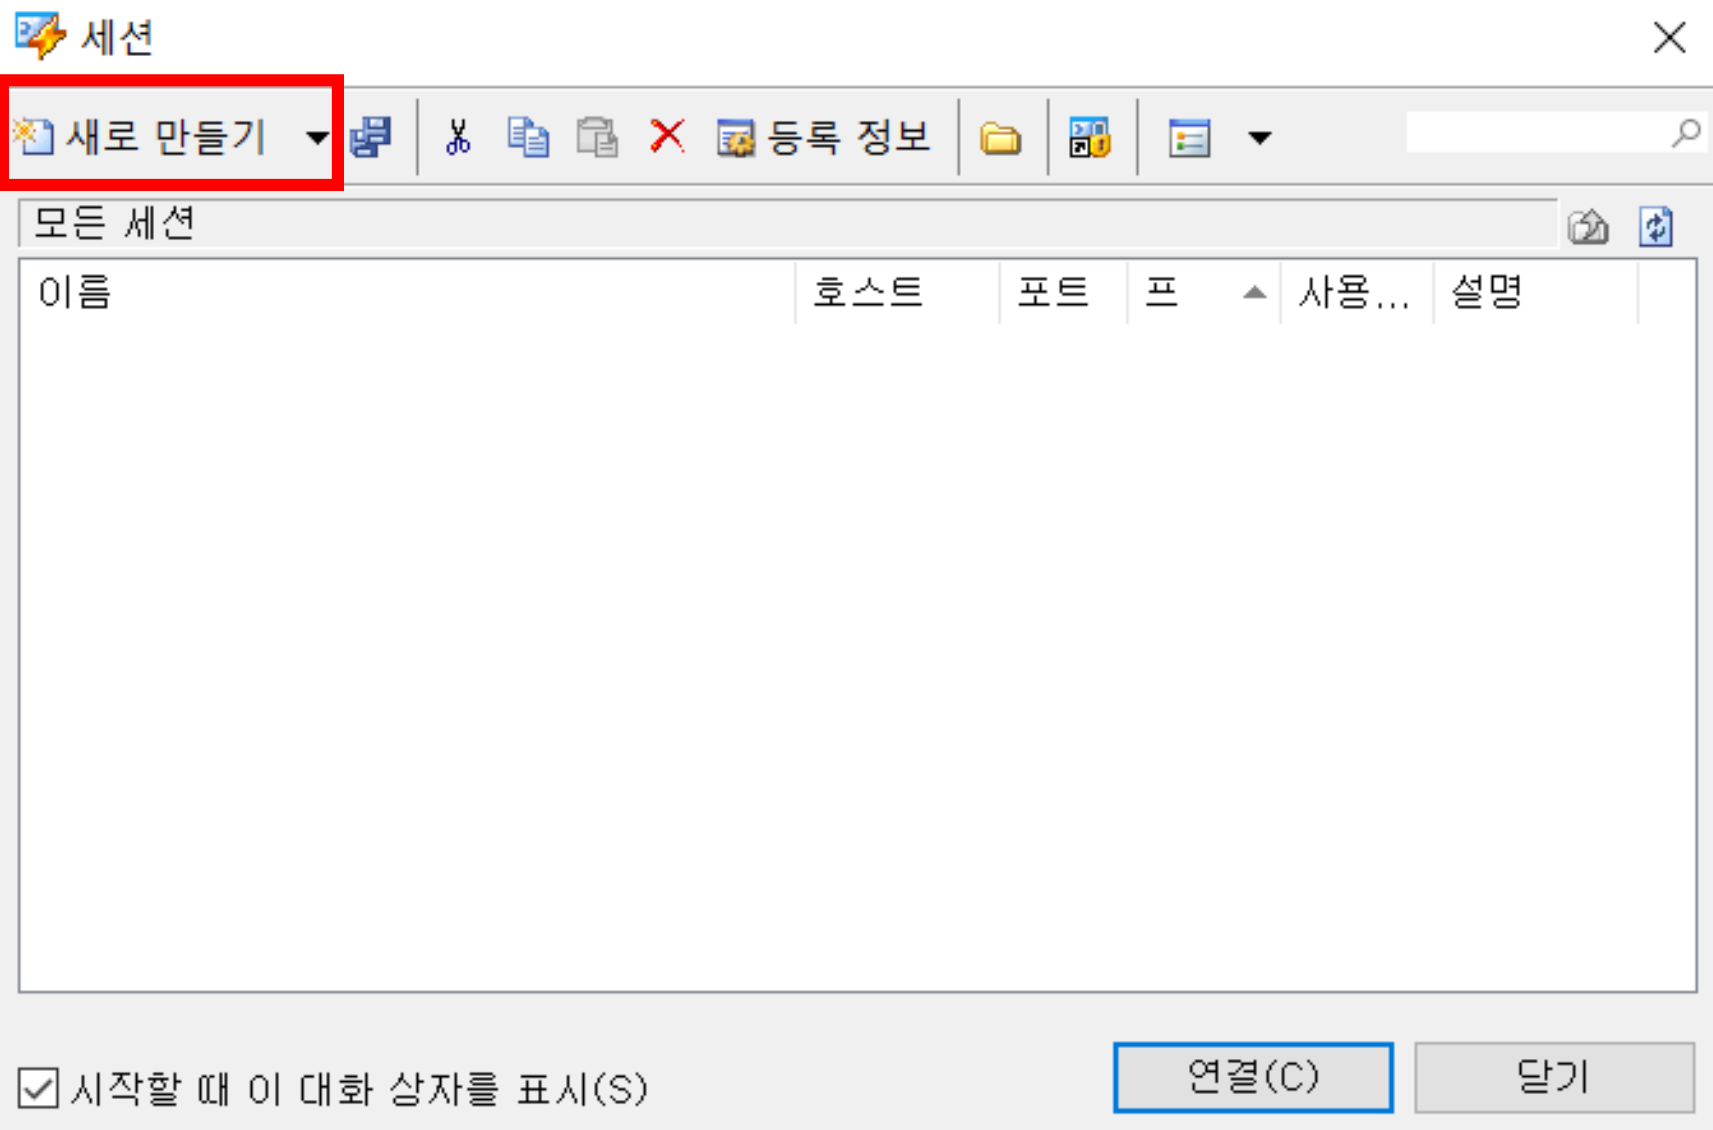 세션
새로 만들기 등록 정보
모든 세션
이름 호스트 포트 프 사용... 설명
시작할 때 이 대화 상자를 표시(S) 연결(C) 닫기